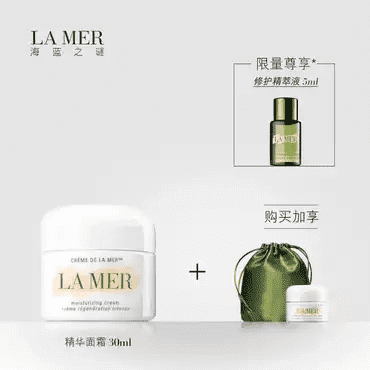 LA MER
海蓝之谜
限量尊享*
修护精萃液 5ml
LA MER
购买加享
CRÈME DE LA MER™
LA MER
moisturizing cream
crème régénération intense
+
精华面霜 30ml